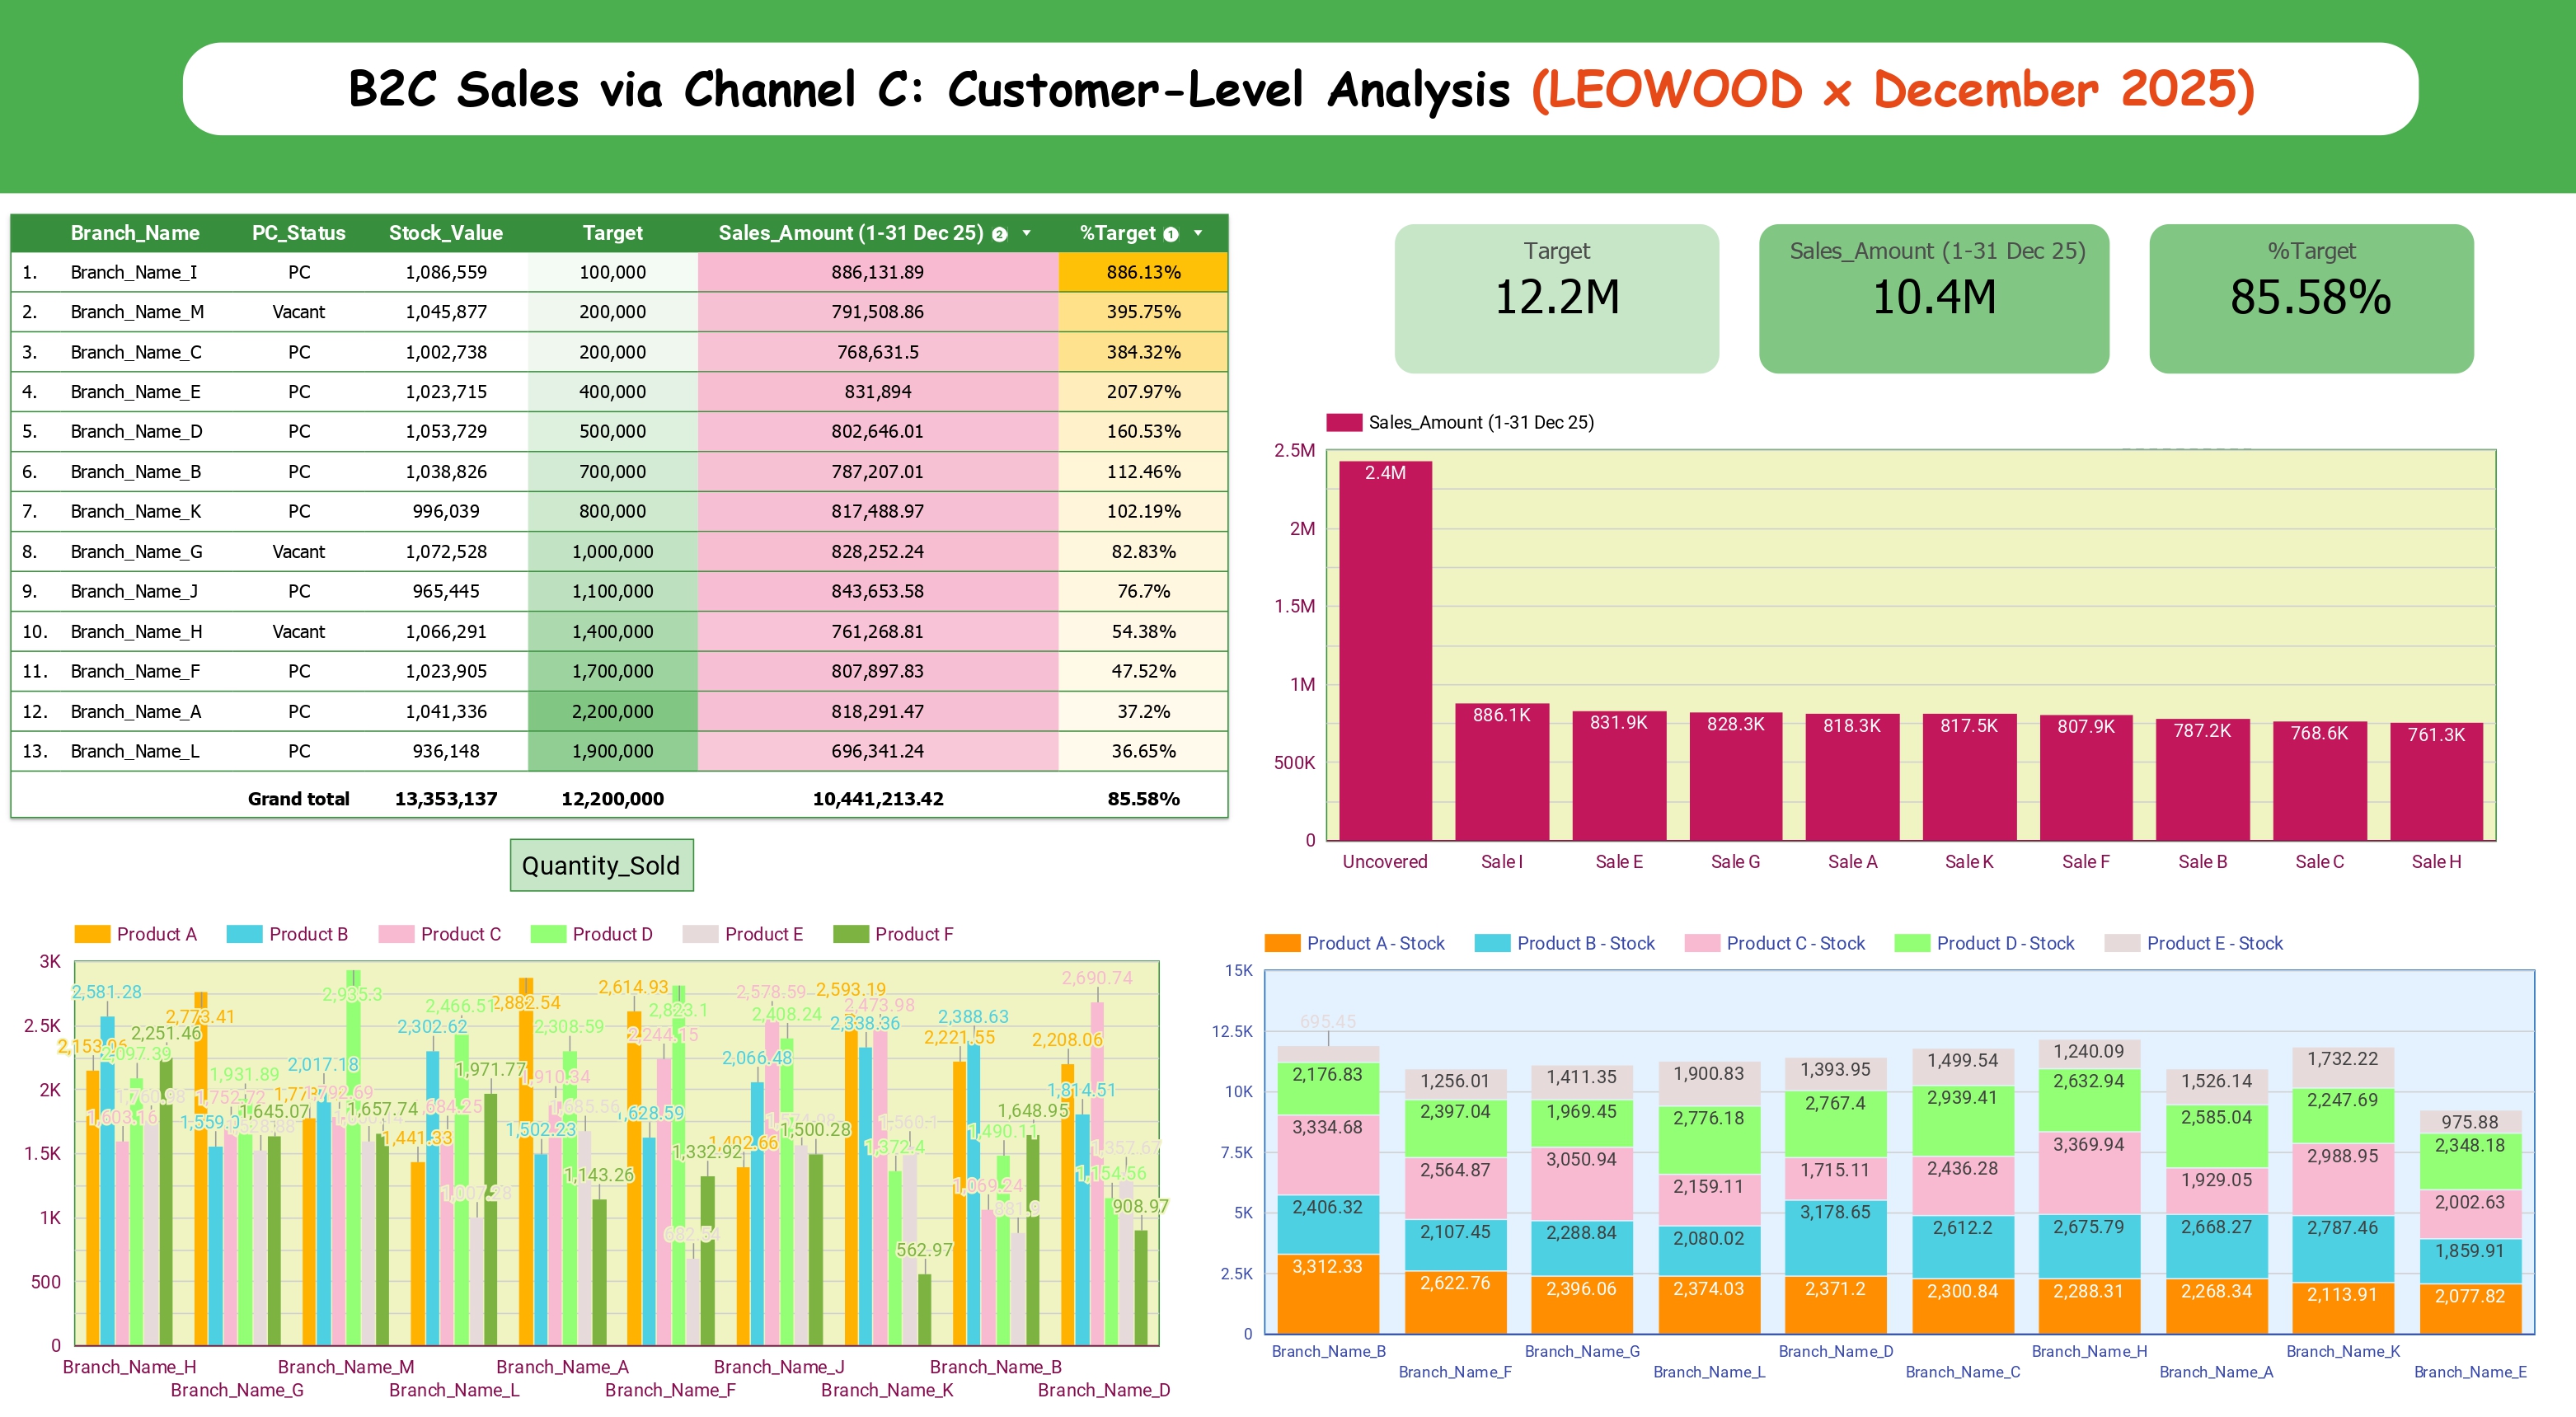 B2C Sales via Channel C: Customer-Level Analysis (LEOWOOD x December 2025)
Branch_Name PC_Status Stock_Value Target Sales_Amount (1-31 Dec 25) 2 %Target 1
1. Branch_Name_I PC 1,086,559 100,000 886,131.89 886.13%
2. Branch_Name_M Vacant 1,045,877 200,000 791,508.86 395.75%
3. Branch_Name_C PC 1,002,738 200,000 768,631.5 384.32%
4. Branch_Name_E PC 1,023,715 400,000 831,894 207.97%
5. Branch_Name_D PC 1,053,729 500,000 802,646.01 160.53%
6. Branch_Name_B PC 1,038,826 700,000 787,207.01 112.46%
7. Branch_Name_K PC 996,039 800,000 817,488.97 102.19%
8. Branch_Name_G Vacant 1,072,528 1,000,000 828,252.24 82.83%
9. Branch_Name_J PC 965,445 1,100,000 843,653.58 76.7%
10. Branch_Name_H Vacant 1,066,291 1,400,000 761,268.81 54.38%
11. Branch_Name_F PC 1,023,905 1,700,000 807,897.83 47.52%
12. Branch_Name_A PC 1,041,336 2,200,000 818,291.47 37.2%
13. Branch_Name_L PC 936,148 1,900,000 696,341.24 36.65%
Grand total 13,353,137 12,200,000 10,441,213.42 85.58%
Target
12.2M
Sales_Amount (1-31 Dec 25)
10.4M
%Target
85.58%
Sales_Amount (1-31 Dec 25)
2.5M
2M
1.5M
1M
500K
0
2.4M 886.1K 831.9K 828.3K 818.3K 817.5K 807.9K 787.2K 768.6K 761.3K
Uncovered Sale I Sale E Sale G Sale A Sale K Sale F Sale B Sale C Sale H
Quantity_Sold
Product A Product B Product C Product D Product E Product F
3K
2.5K
2K
1.5K
1K
500
0
2,581.28 2,097.39 2,251.46
2,773.41 1,931.89 1,752.72 1,645.07
2,017.18 2,935.3 1,657.74
1,441.33 2,302.62 2,466.51 1,007.28 1,971.77
2,882.54 1,502.23 1,910.34 2,308.59 1,685.56 1,143.26
2,614.93 1,628.59 2,244.15 2,823.1 682.54 1,332.92
1,402.66 2,066.48 2,578.59 2,408.24 1,500.28
2,593.19 2,338.36 2,473.98 1,372.4 1,560.1 562.97
2,221.55 2,388.63 1,069.24 1,490.11 881.9 1,648.95
2,208.06 1,814.51 2,690.74 1,154.56 1,357.67 908.97
Branch_Name_H Branch_Name_M Branch_Name_A Branch_Name_J Branch_Name_B
Branch_Name_G Branch_Name_L Branch_Name_F Branch_Name_K Branch_Name_D
Product A - Stock Product B - Stock Product C - Stock Product D - Stock Product E - Stock
15K
12.5K
10K
7.5K
5K
2.5K
0
695.45 1,256.01 1,411.35 1,900.83 1,393.95 1,499.54 1,240.09 1,526.14 1,732.22 975.88
2,176.83 2,397.04 1,969.45 2,776.18 2,767.4 2,939.41 2,632.94 2,585.04 2,247.69 2,348.18
3,334.68 2,564.87 3,050.94 2,159.11 1,715.11 2,436.28 3,369.94 1,929.05 2,988.95 2,002.63
2,406.32 2,107.45 2,288.84 2,080.02 3,178.65 2,612.2 2,675.79 2,668.27 2,787.46 1,859.91
3,312.33 2,622.76 2,396.06 2,374.03 2,371.2 2,300.84 2,288.31 2,268.34 2,113.91 2,077.82
Branch_Name_B Branch_Name_G Branch_Name_D Branch_Name_H Branch_Name_K
Branch_Name_F Branch_Name_L Branch_Name_C Branch_Name_A Branch_Name_E